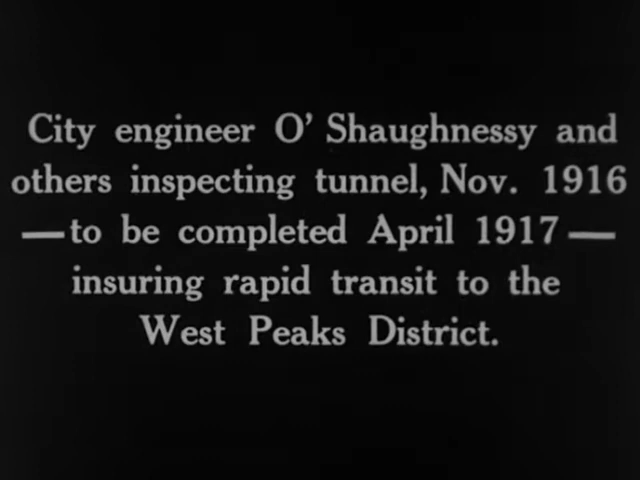 City engineer O' Shaughnessy and
others inspecting tunnel, Nov. 1916
—to be completed April 1917—
insuring rapid transit to the
West Peaks District.